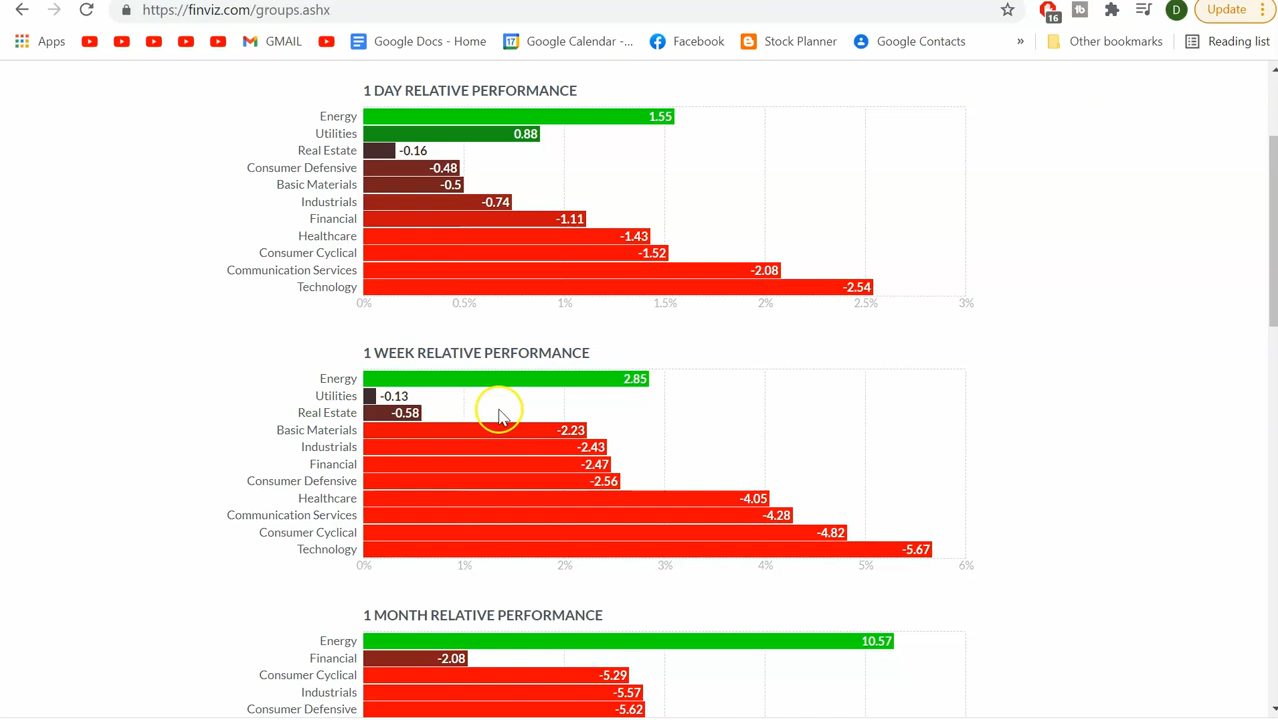 https://finviz.com/groups.ashx
16
tb
D
Update
Apps
GMAIL
Google Docs - Home
17
Google Calendar -...
Facebook
Stock Planner
Google Contacts
»
Other bookmarks
Reading list
1 DAY RELATIVE PERFORMANCE
Energy 1.55
Utilities 0.88
Real Estate -0.16
Consumer Defensive -0.48
Basic Materials -0.5
Industrials -0.74
Financial -1.11
Healthcare -1.43
Consumer Cyclical -1.52
Communication Services -2.08
Technology -2.54
0% 0.5% 1% 1.5% 2% 2.5% 3%
1 WEEK RELATIVE PERFORMANCE
Energy 2.85
Utilities -0.13
Real Estate -0.58
Basic Materials -2.23
Industrials -2.43
Financial -2.47
Consumer Defensive -2.56
Healthcare -4.05
Communication Services -4.28
Consumer Cyclical -4.82
Technology -5.67
0% 1% 2% 3% 4% 5% 6%
1 MONTH RELATIVE PERFORMANCE
Energy 10.57
Financial -2.08
Consumer Cyclical -5.29
Industrials -5.57
Consumer Defensive -5.62